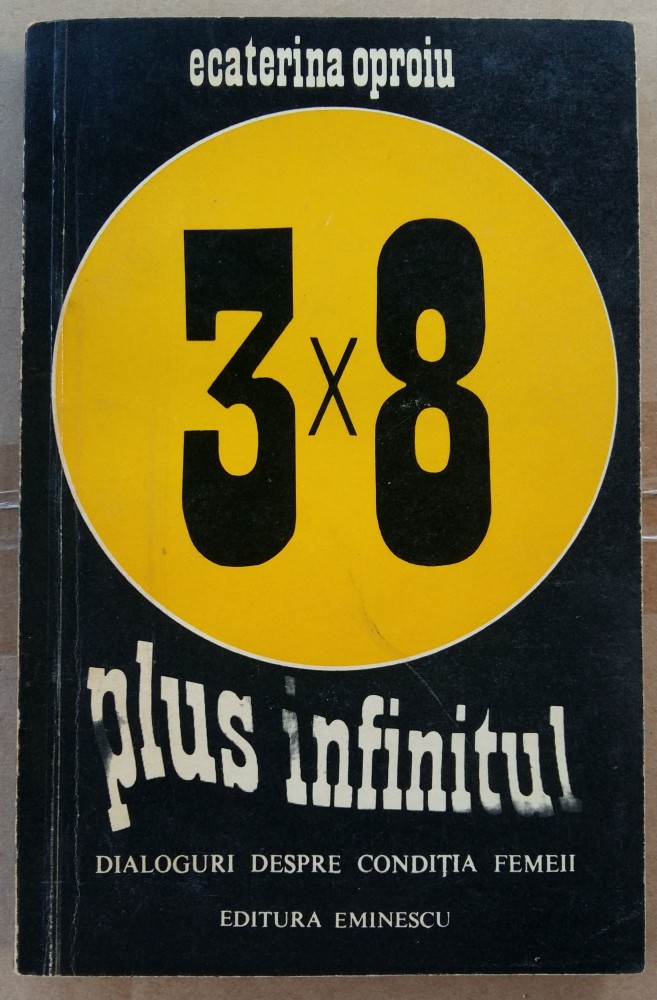 ecaterina oproiu
3x8
plus infinitul
DIALOGURI DESPRE CONDIȚIA FEMEII
EDITURA EMINESCU